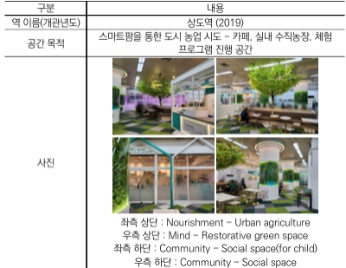 구분 내용
역 이름(개관년도) 상도역 (2019)
공간 목적 스마트팜을 통한 도시 농업 시도 - 카페, 실내 수직농장, 체험
프로그램 진행 공간
사진
좌측 상단 : Nourishment - Urban agriculture
우측 상단 : Mind - Restorative green space
좌측 하단 : Community - Social space(for child)
우측 하단 : Community - Social space